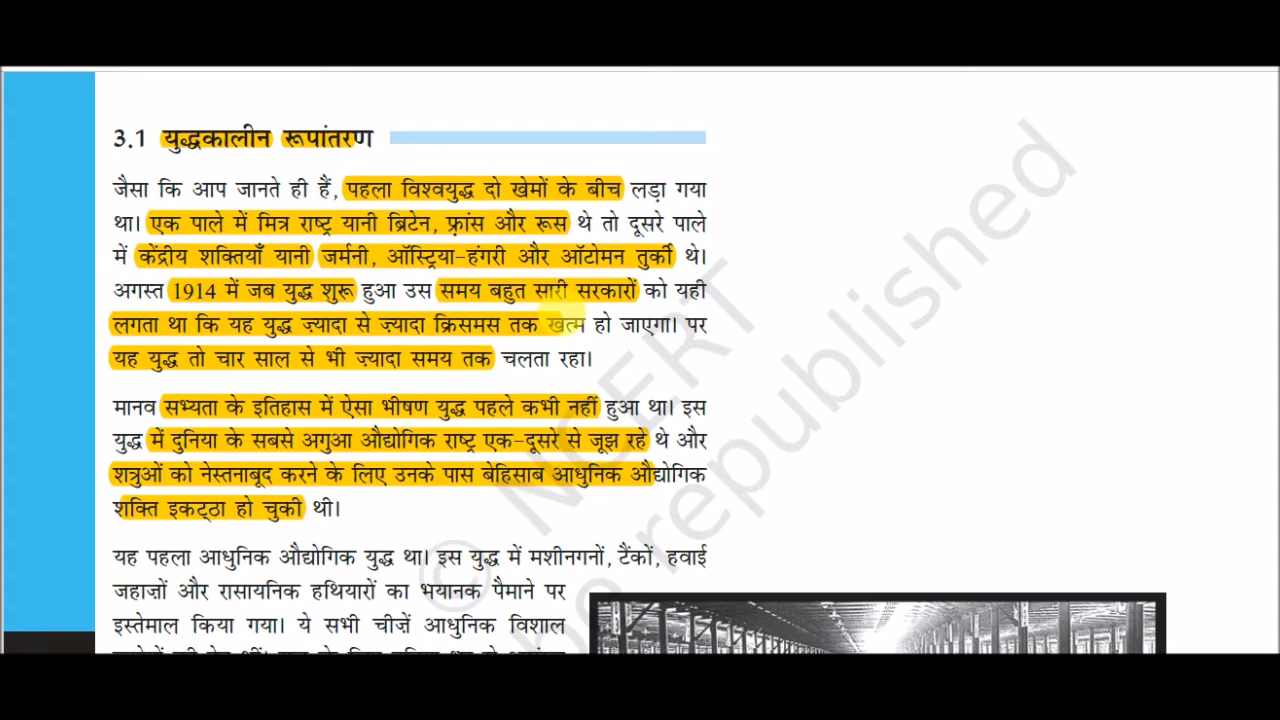 3.1 युद्धकालीन रूपांतरण
जैसा कि आप जानते ही हैं, पहला विश्वयुद्ध दो खेमों के बीच लड़ा गया
था। एक पाले में मित्र राष्ट्र यानी ब्रिटेन, फ़्रांस और रूस थे तो दूसरे पाले
में केंद्रीय शक्तियाँ यानी जर्मनी, ऑस्ट्रिया-हंगरी और ऑटोमन तुर्की थे।
अगस्त 1914 में जब युद्ध शुरू हुआ उस समय बहुत सारी सरकारों को यही
लगता था कि यह युद्ध ज़्यादा से ज़्यादा क्रिसमस तक खत्म हो जाएगा। पर
यह युद्ध तो चार साल से भी ज़्यादा समय तक चलता रहा।
मानव सभ्यता के इतिहास में ऐसा भीषण युद्ध पहले कभी नहीं हुआ था। इस
युद्ध में दुनिया के सबसे अगुआ औद्योगिक राष्ट्र एक-दूसरे से जूझ रहे थे और
शत्रुओं को नेस्तनाबूद करने के लिए उनके पास बेहिसाब आधुनिक औद्योगिक
शक्ति इकट्ठा हो चुकी थी।
यह पहला आधुनिक औद्योगिक युद्ध था। इस युद्ध में मशीनगनों, टैंकों, हवाई
जहाज़ों और रासायनिक हथियारों का भयानक पैमाने पर
इस्तेमाल किया गया। ये सभी चीज़ें आधुनिक विशाल
© NCERT
be republished